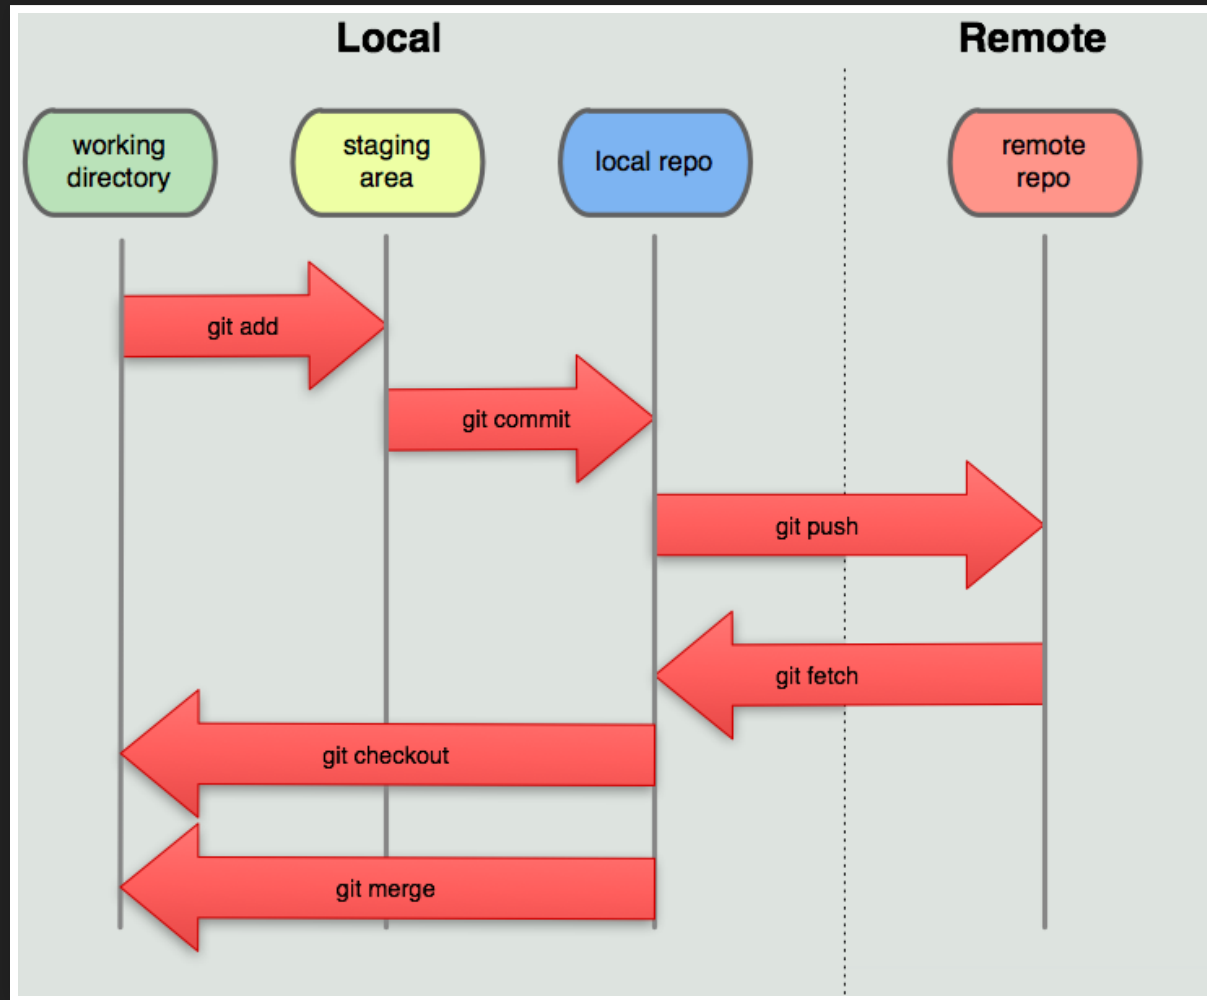 Local
Remote
working
directory
staging
area
local repo
remote
repo
git add
git commit
git push
git fetch
git checkout
git merge